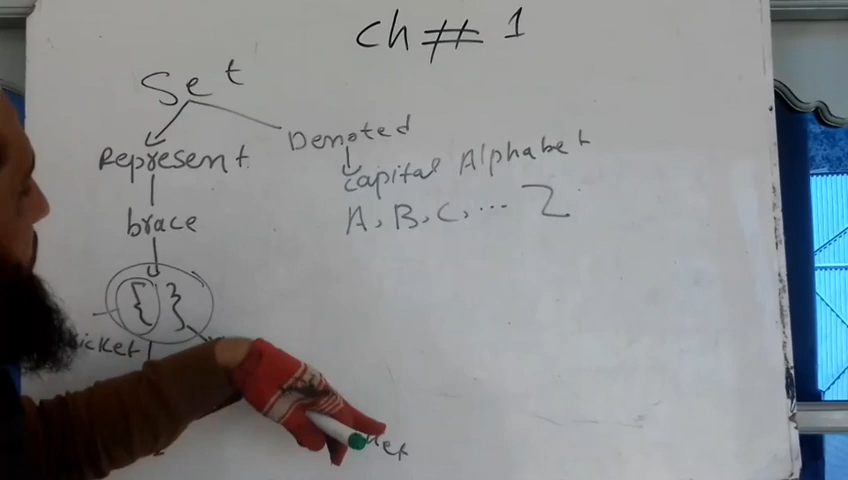 Ch # 1
Set
Represent
Denoted
capital Alphabet
A, B, C, ... Z
brace
{ }